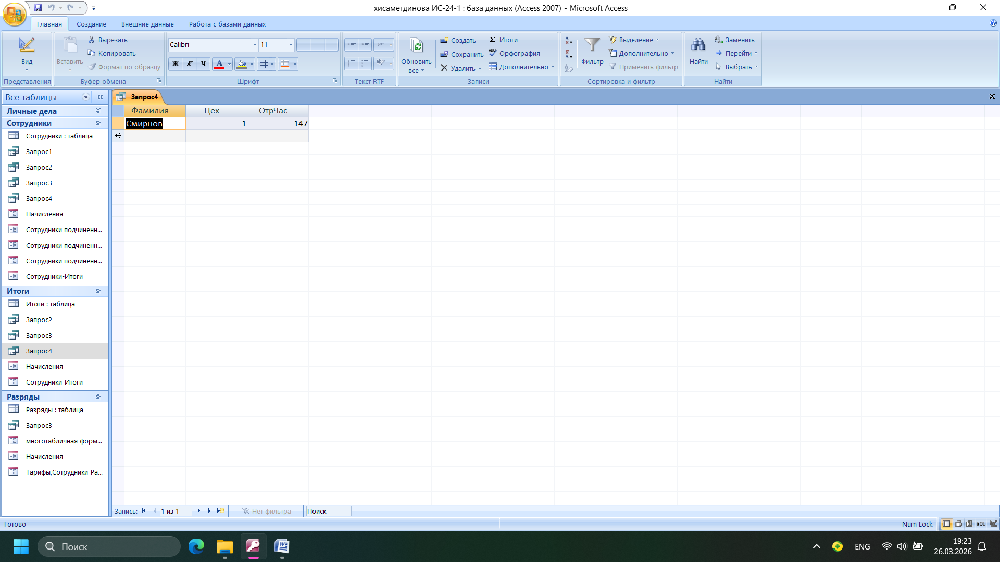 хисаметдинова ИС-24-1 : база данных (Access 2007) - Microsoft Access
Главная Создание Внешние данные Работа с базами данных
Вид
Представления
Вставить
Вырезать
Копировать
Формат по образцу
Буфер обмена
Calibri 11
Ж К Ч А
Шрифт
Текст RTF
Обновить все
Создать
Сохранить
Удалить
Σ Итоги
Орфография
Дополнительно
Записи
Фильтр
Выделение
Дополнительно
Применить фильтр
Сортировка и фильтр
Найти
Заменить
Перейти
Выбрать
Найти
Все таблицы
Личные дела
Сотрудники
Сотрудники : таблица
Запрос1
Запрос2
Запрос3
Запрос4
Начисления
Сотрудники подчиненн...
Сотрудники подчиненн...
Сотрудники подчиненн...
Сотрудники-Итоги
Итоги
Итоги : таблица
Запрос2
Запрос3
Запрос4
Начисления
Сотрудники-Итоги
Разряды
Разряды : таблица
Запрос3
многотабличная форм...
Начисления
Тарифы,Сотрудники-Ра...
Запрос4
Фамилия Цех ОтрЧас
Смирнов 1 147
Запись: 1 из 1 Нет фильтра Поиск
Готово Num Lock SQL
Поиск ENG 19:23
26.03.2026